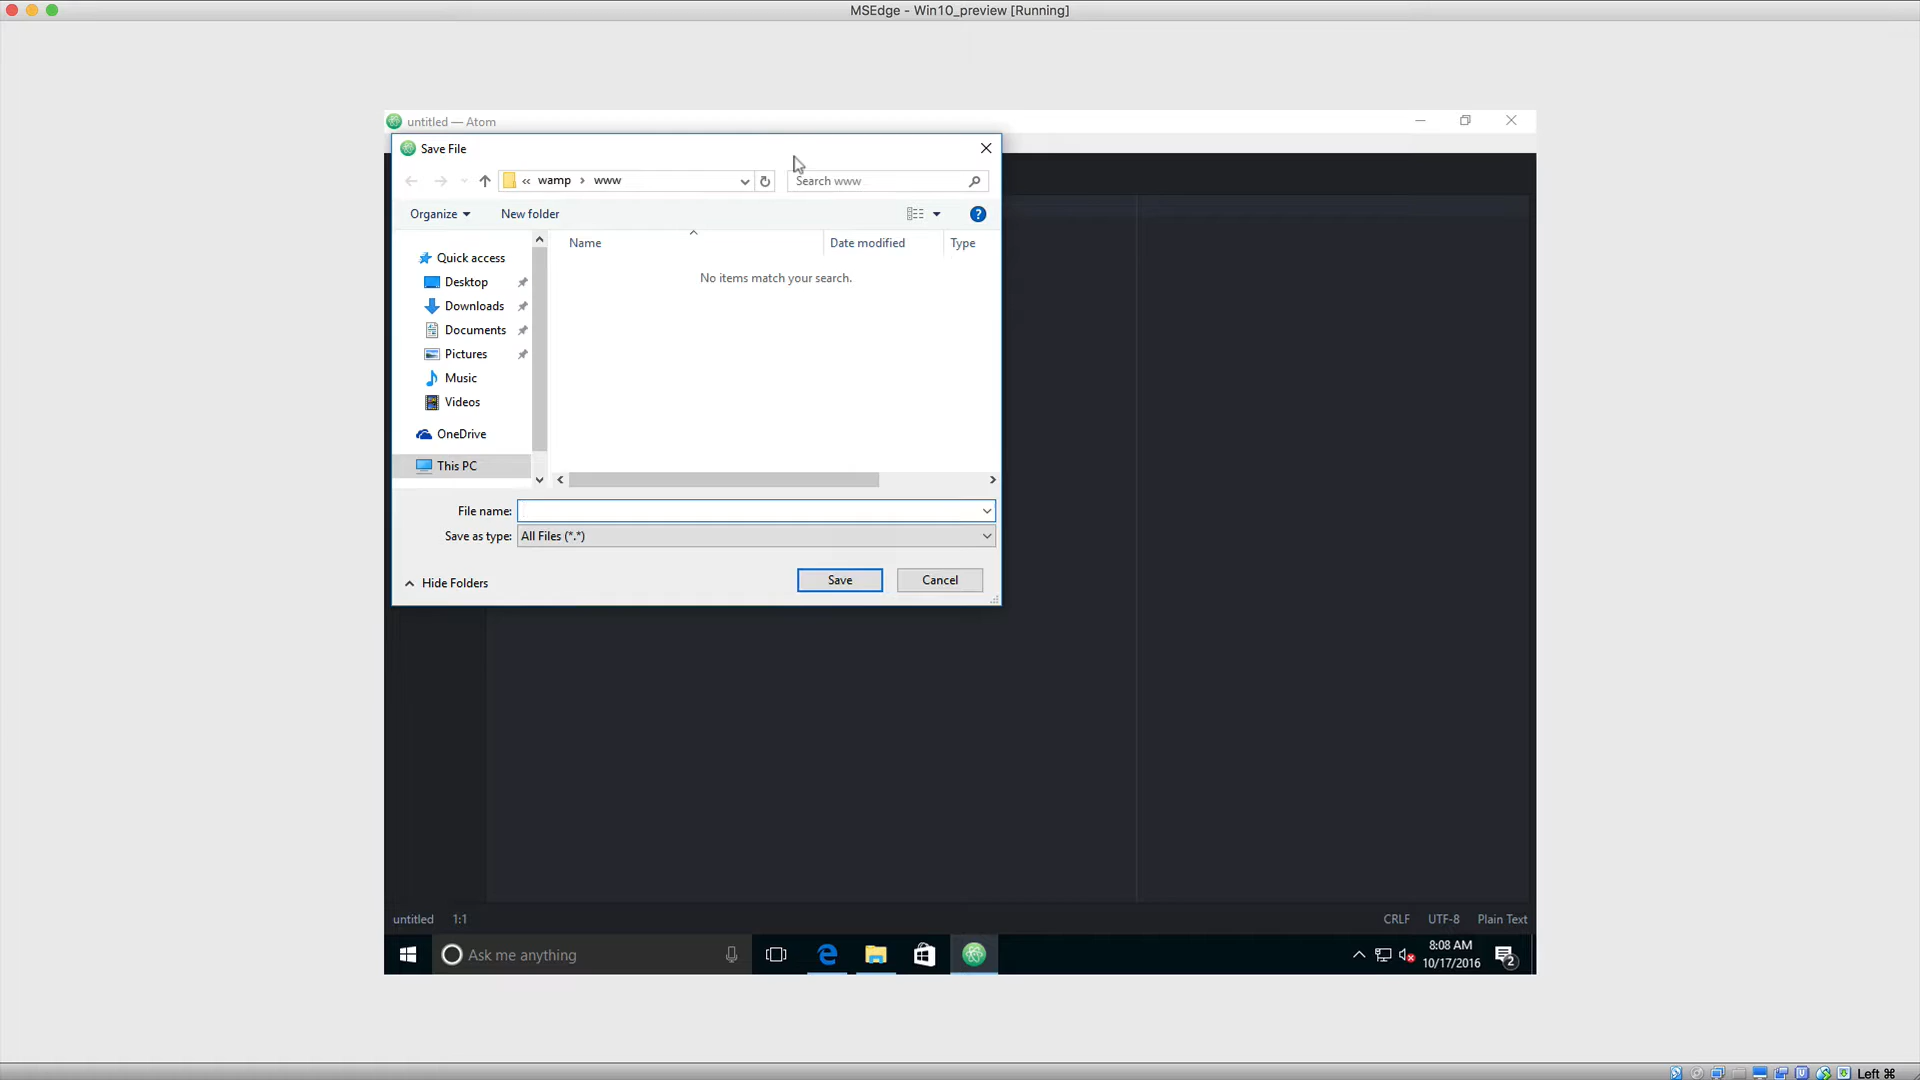 MSEdge - Win10_preview [Running]
untitled — Atom
Save File
« wamp › www
Search www
Organize
New folder
Name
Date modified
Type
No items match your search.
Quick access
Desktop
Downloads
Documents
Pictures
Music
Videos
OneDrive
This PC
File name:
Save as type: All Files (*.*)
Hide Folders
Save
Cancel
untitled 1:1
CRLF UTF-8 Plain Text
Ask me anything
8:08 AM
10/17/2016
2
Left ⌘